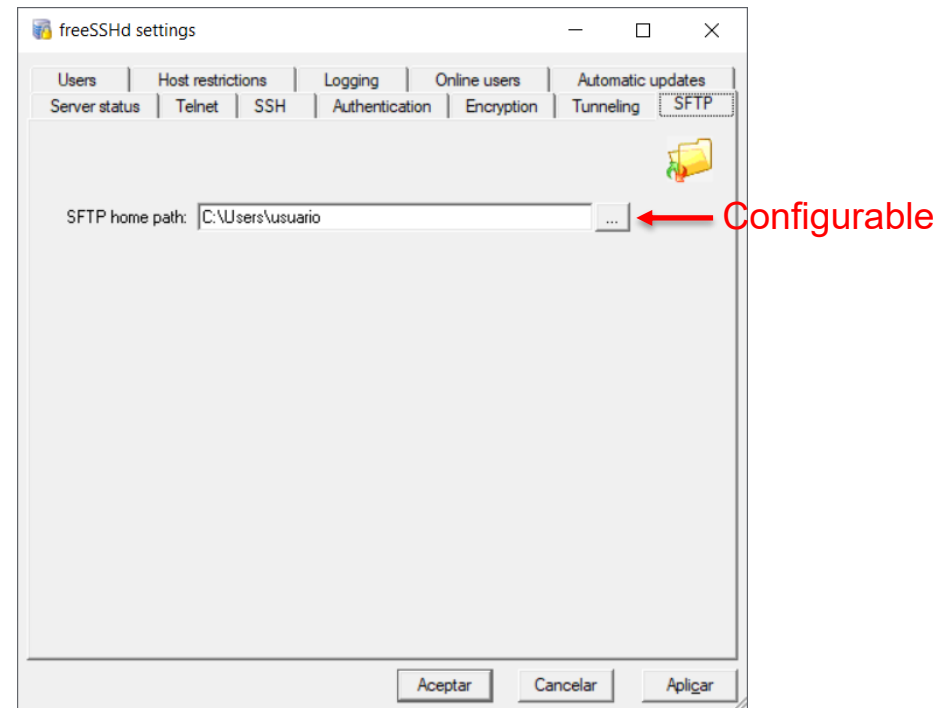 freeSSHd settings
Users Host restrictions Logging Online users Automatic updates
Server status Telnet SSH Authentication Encryption Tunneling SFTP
SFTP home path: C:\Users\usuario ... Configurable
Aceptar Cancelar Aplicar